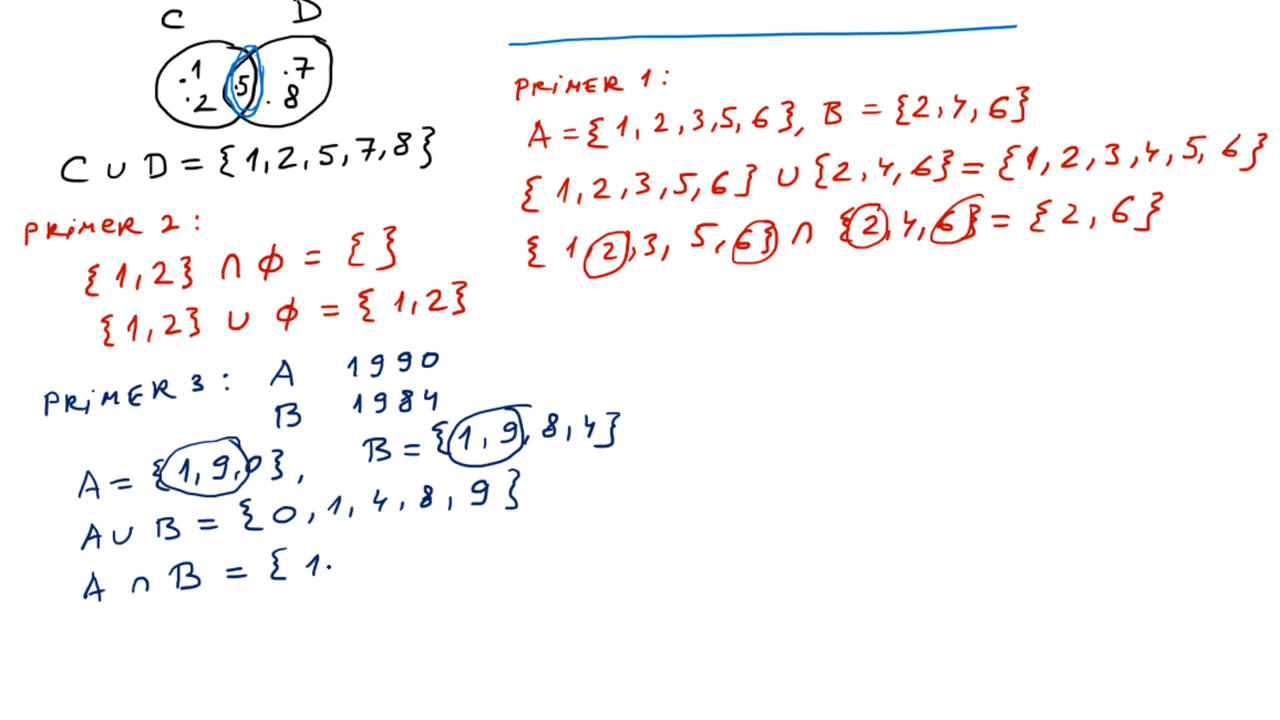 C D
.1 .2 .5 .7 .8
C ∪ D = {1,2,5,7,8}
PRiMER 2:
{1,2} ∩ ϕ = { }
{1,2} ∪ ϕ = {1,2}
PRiMER 1:
A = {1,2,3,5,6}, B = {2,4,6}
{1,2,3,5,6} ∪ {2,4,6} = {1,2,3,4,5,6}
{1 2,3,5,6} ∩ {2,4,6} = {2,6}
PRiMER 3: A 1990
B 1984
A = {1,9,0}, B = {1,9,8,4}
A ∪ B = {0,1,4,8,9}
A ∩ B = {1.